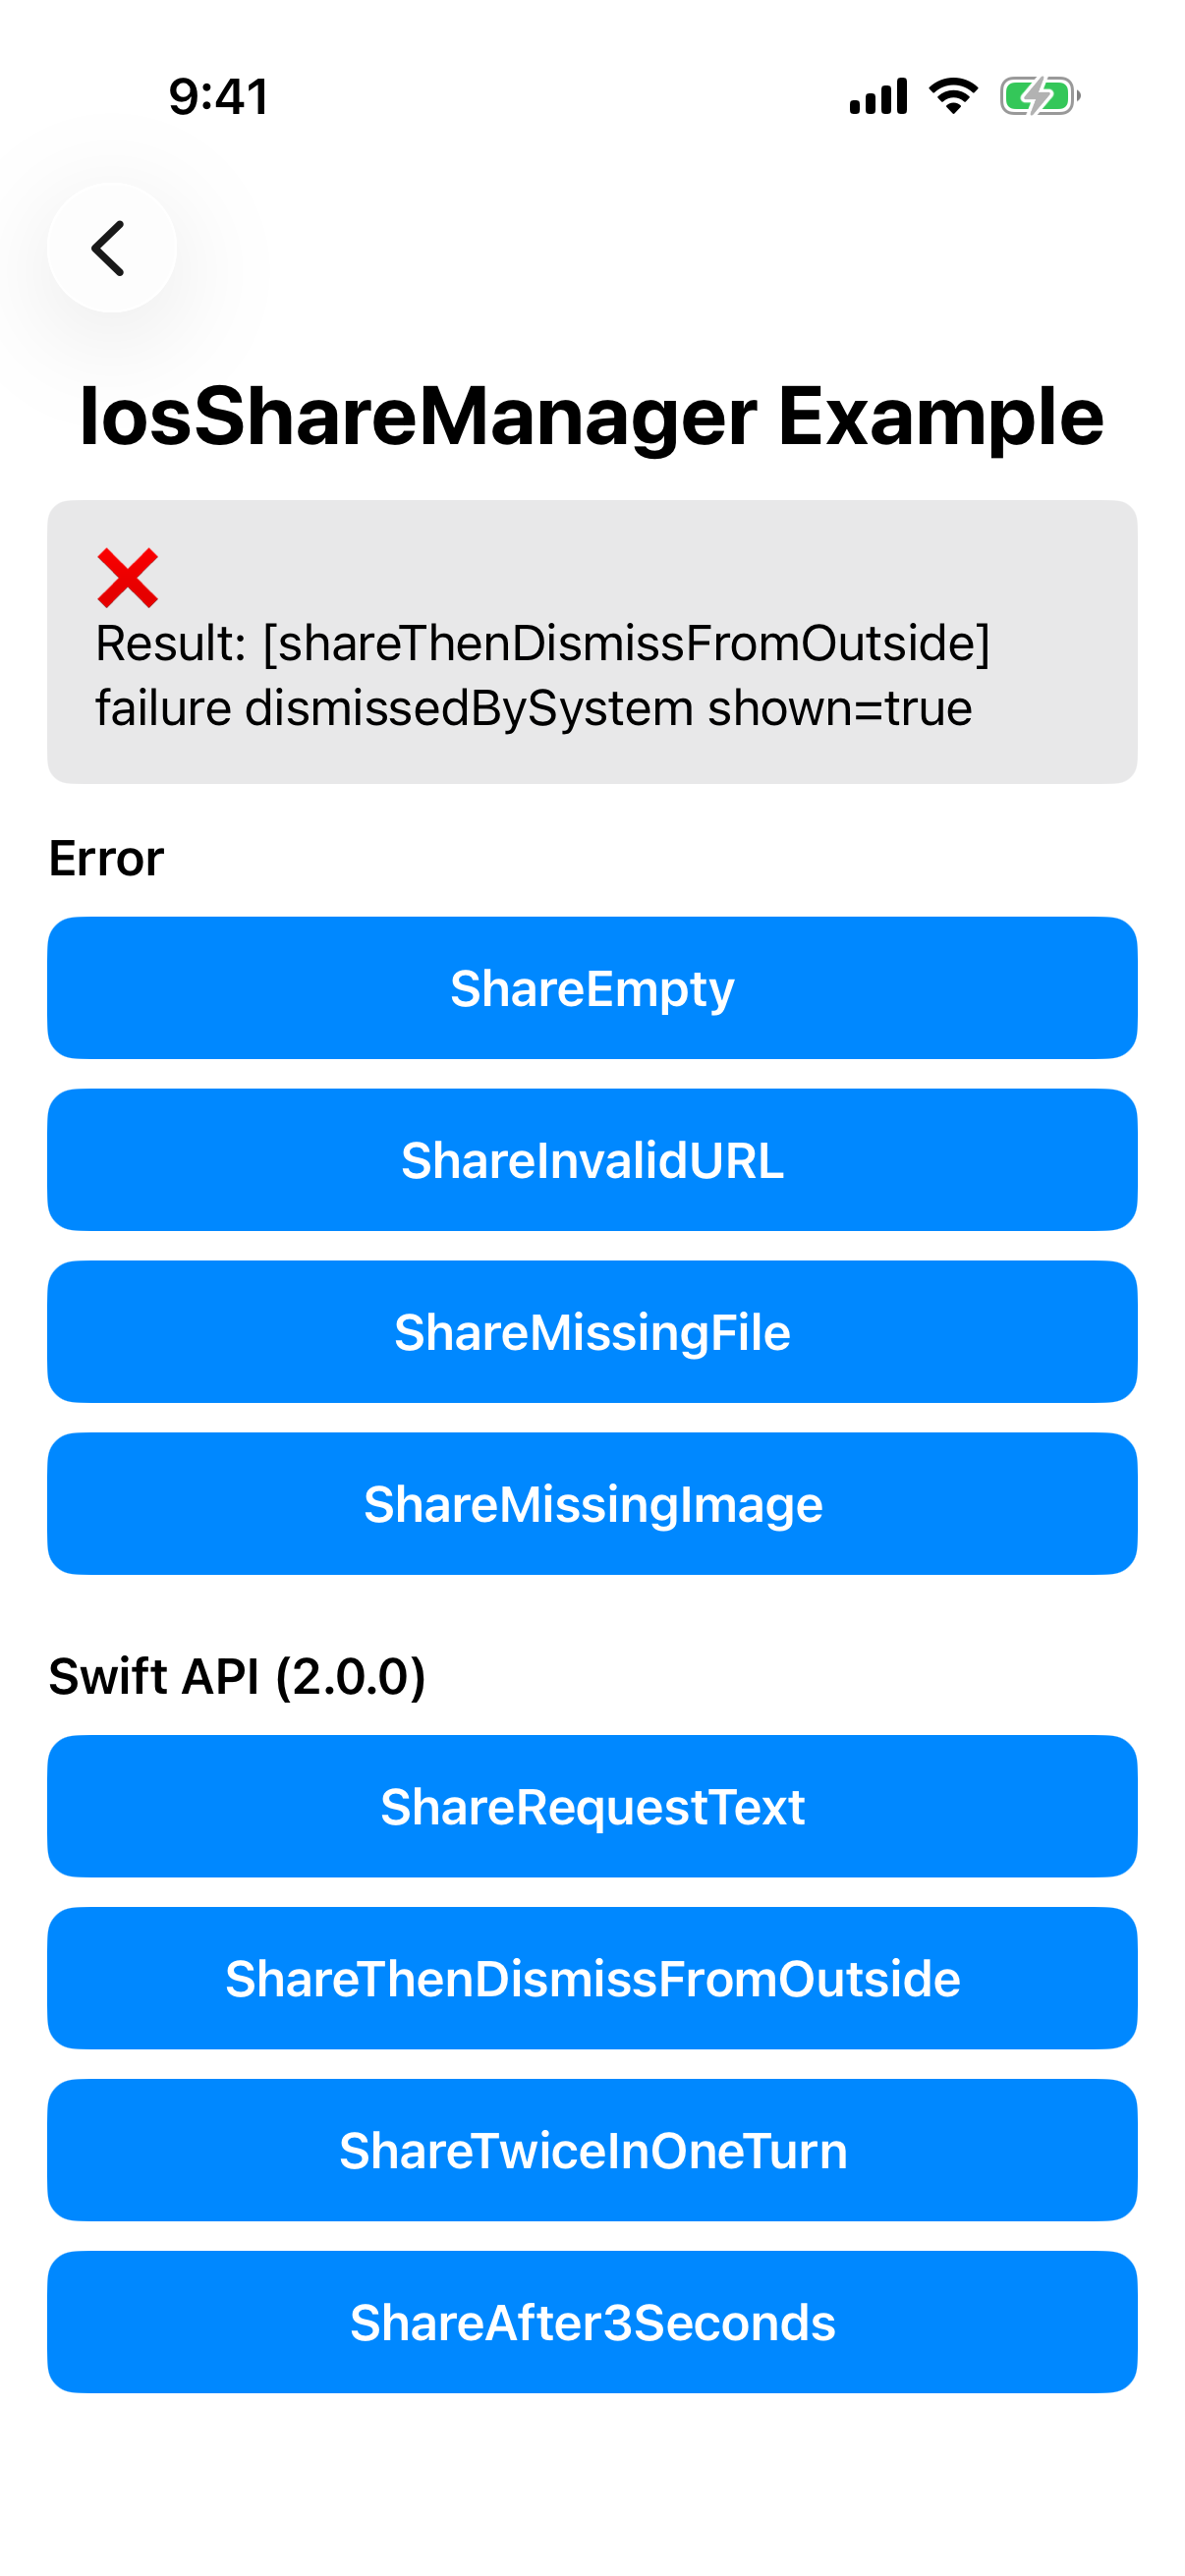 9:41
IosShareManager Example
❌
Result: [shareThenDismissFromOutside]
failure dismissedBySystem shown=true
Error
ShareEmpty
ShareInvalidURL
ShareMissingFile
ShareMissingImage
Swift API (2.0.0)
ShareRequestText
ShareThenDismissFromOutside
ShareTwiceInOneTurn
ShareAfter3Seconds